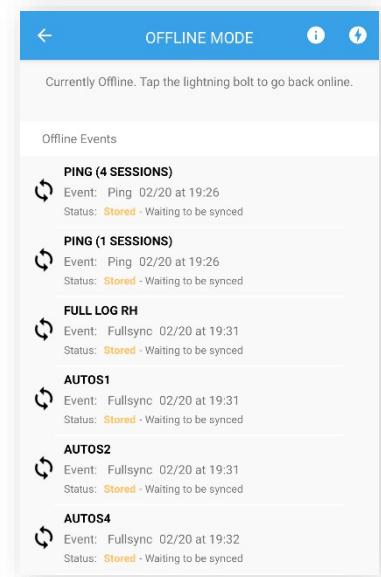 OFFLINE MODE
Currently Offline. Tap the lightning bolt to go back online.
Offline Events
PING (4 SESSIONS)
Event: Ping 02/20 at 19:26
Status: Stored - Waiting to be synced
PING (1 SESSIONS)
Event: Ping 02/20 at 19:26
Status: Stored - Waiting to be synced
FULL LOG RH
Event: Fullsync 02/20 at 19:31
Status: Stored - Waiting to be synced
AUTOS1
Event: Fullsync 02/20 at 19:31
Status: Stored - Waiting to be synced
AUTOS2
Event: Fullsync 02/20 at 19:31
Status: Stored - Waiting to be synced
AUTOS4
Event: Fullsync 02/20 at 19:32
Status: Stored - Waiting to be synced